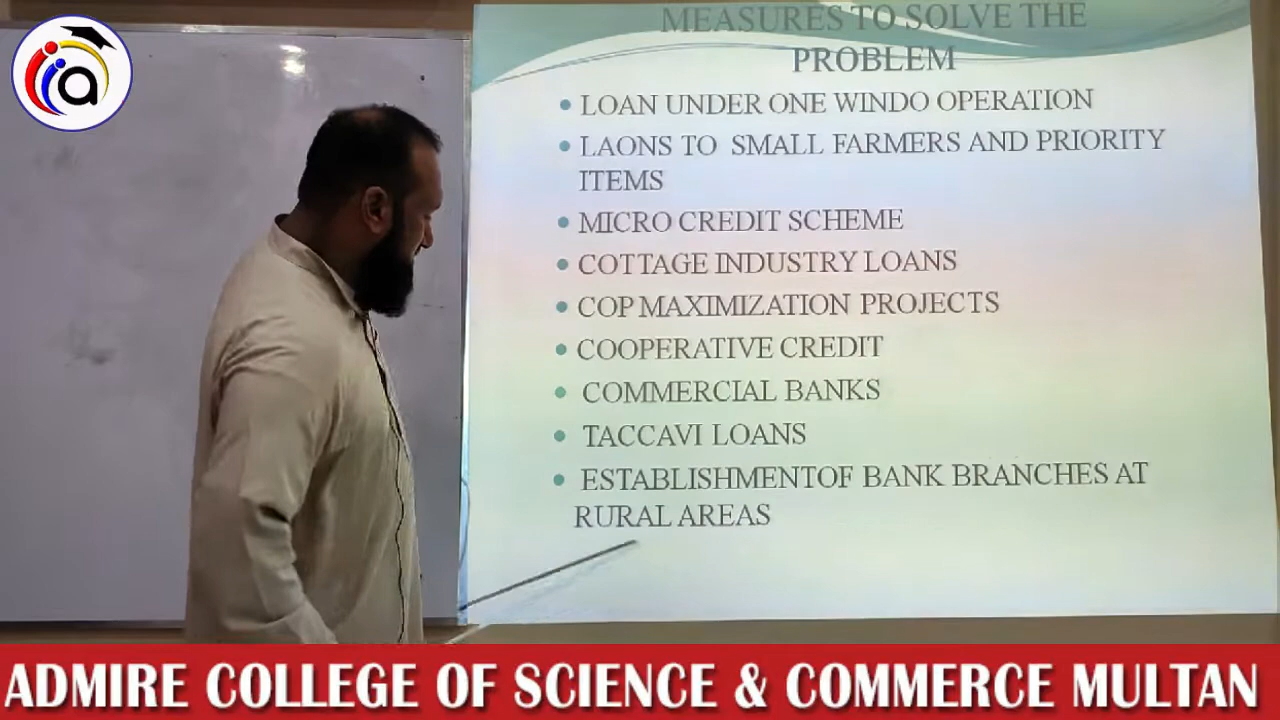 a
MEASURES TO SOLVE THE
PROBLEM
• LOAN UNDER ONE WINDO OPERATION
• LAONS TO SMALL FARMERS AND PRIORITY
ITEMS
• MICRO CREDIT SCHEME
• COTTAGE INDUSTRY LOANS
• COP MAXIMIZATION PROJECTS
• COOPERATIVE CREDIT
• COMMERCIAL BANKS
• TACCAVI LOANS
• ESTABLISHMENTOF BANK BRANCHES AT
RURAL AREAS
ADMIRE COLLEGE OF SCIENCE & COMMERCE MULTAN